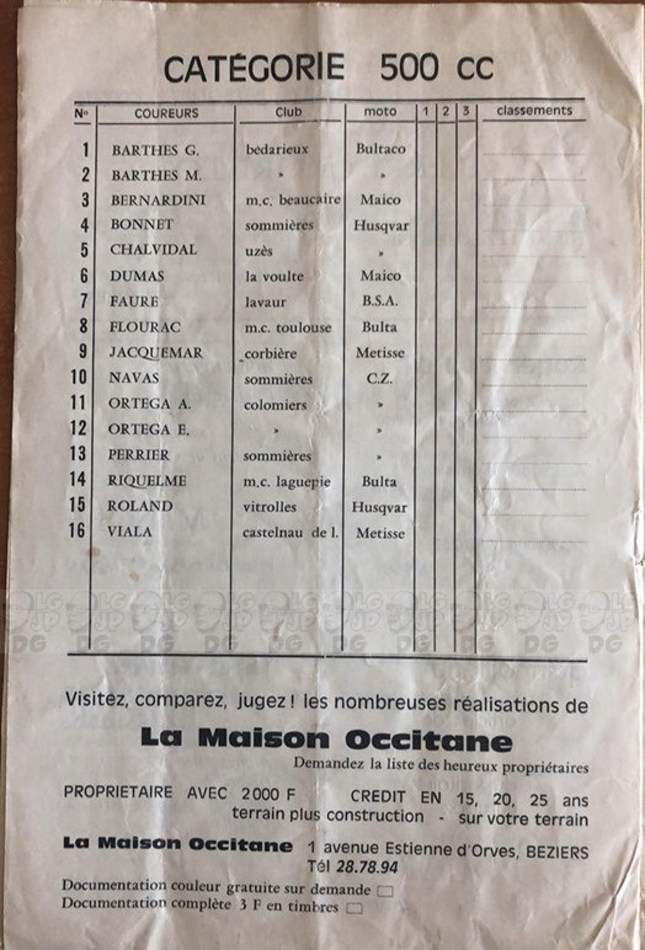 CATÉGORIE 500 cc
N° COUREURS Club moto 1 2 3 classements
1 BARTHES G. bédarieux Bultaco
2 BARTHES M. » »
3 BERNARDINI m.c. beaucaire Maico
4 BONNET sommières Husqvar
5 CHALVIDAL uzès »
6 DUMAS la voulte Maico
7 FAURE lavaur B.S.A.
8 FLOURAC m.c. toulouse Bulta
9 JACQUEMAR corbière Metisse
10 NAVAS sommières C.Z.
11 ORTEGA A. colomiers »
12 ORTEGA E. » »
13 PERRIER sommières »
14 RIQUELME m.c. laguepie Bulta
15 ROLAND vitrolles Husqvar
16 VIALA castelnau de l. Metisse
Visitez, comparez, jugez ! les nombreuses réalisations de
La Maison Occitane
Demandez la liste des heureux propriétaires
PROPRIETAIRE AVEC 2000 F CREDIT EN 15, 20, 25 ans
terrain plus construction - sur votre terrain
La Maison Occitane 1 avenue Estienne d'Orves, BEZIERS
Tél 28.78.94
Documentation couleur gratuite sur demande
Documentation complète 3 F en timbres